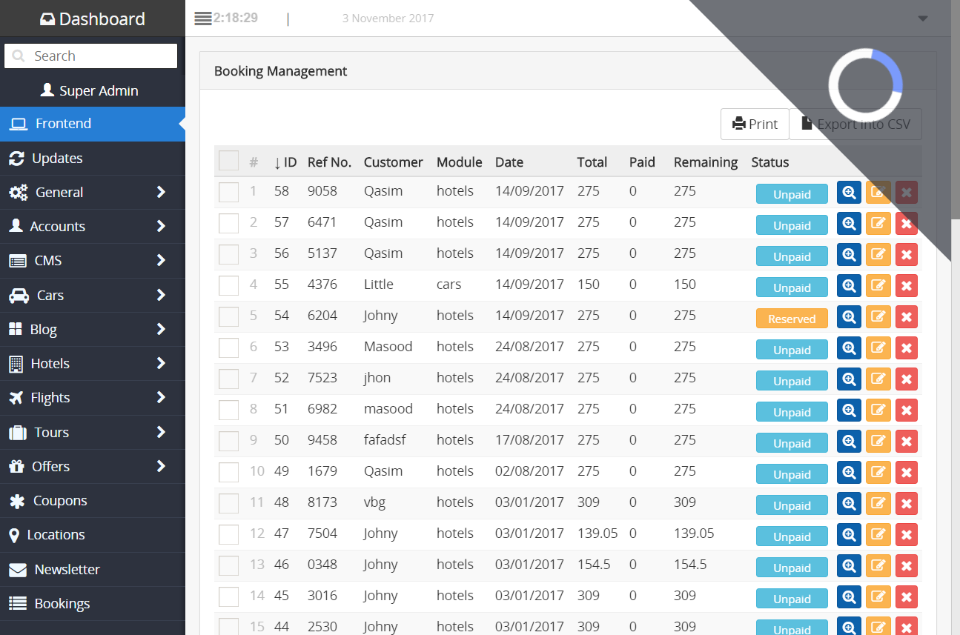 Dashboard
2:18:29 | 3 November 2017
Search
Super Admin
Frontend
Updates
General
Accounts
CMS
Cars
Blog
Hotels
Flights
Tours
Offers
Coupons
Locations
Newsletter
Bookings
Booking Management
Print Export into CSV
# ↓ ID Ref No. Customer Module Date Total Paid Remaining Status
1 58 9058 Qasim hotels 14/09/2017 275 0 275 Unpaid
2 57 6471 Qasim hotels 14/09/2017 275 0 275 Unpaid
3 56 5137 Qasim hotels 14/09/2017 275 0 275 Unpaid
4 55 4376 Little cars 14/09/2017 150 0 150 Unpaid
5 54 6204 Johny hotels 14/09/2017 275 0 275 Reserved
6 53 3496 Masood hotels 24/08/2017 275 0 275 Unpaid
7 52 7523 jhon hotels 24/08/2017 275 0 275 Unpaid
8 51 6982 masood hotels 24/08/2017 275 0 275 Unpaid
9 50 9458 fafadsf hotels 17/08/2017 275 0 275 Unpaid
10 49 1679 Qasim hotels 02/08/2017 275 0 275 Unpaid
11 48 8173 vbg hotels 03/01/2017 309 0 309 Unpaid
12 47 7504 Johny hotels 03/01/2017 139.05 0 139.05 Unpaid
13 46 0348 Johny hotels 03/01/2017 154.5 0 154.5 Unpaid
14 45 3016 Johny hotels 03/01/2017 309 0 309 Unpaid
15 44 2530 Johny hotels 03/01/2017 309 0 309 Unpaid